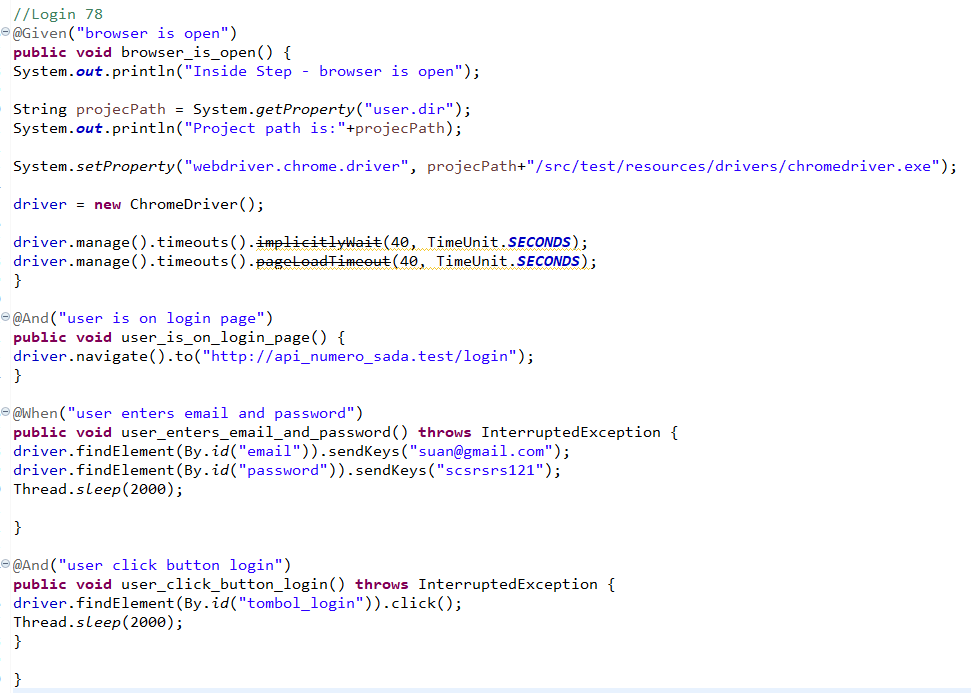 //Login 78
@Given("browser is open")
public void browser_is_open() {
System.out.println("Inside Step - browser is open");
String projecPath = System.getProperty("user.dir");
System.out.println("Project path is:"+projecPath);
System.setProperty("webdriver.chrome.driver", projecPath+"/src/test/resources/drivers/chromedriver.exe");
driver = new ChromeDriver();
driver.manage().timeouts().implicitlyWait(40, TimeUnit.SECONDS);
driver.manage().timeouts().pageLoadTimeout(40, TimeUnit.SECONDS);
}
@And("user is on login page")
public void user_is_on_login_page() {
driver.navigate().to("http://api_numero_sada.test/login");
}
@When("user enters email and password")
public void user_enters_email_and_password() throws InterruptedException {
driver.findElement(By.id("email")).sendKeys("suan@gmail.com");
driver.findElement(By.id("password")).sendKeys("scsrsrs121");
Thread.sleep(2000);
}
@And("user click button login")
public void user_click_button_login() throws InterruptedException {
driver.findElement(By.id("tombol_login")).click();
Thread.sleep(2000);
}
}